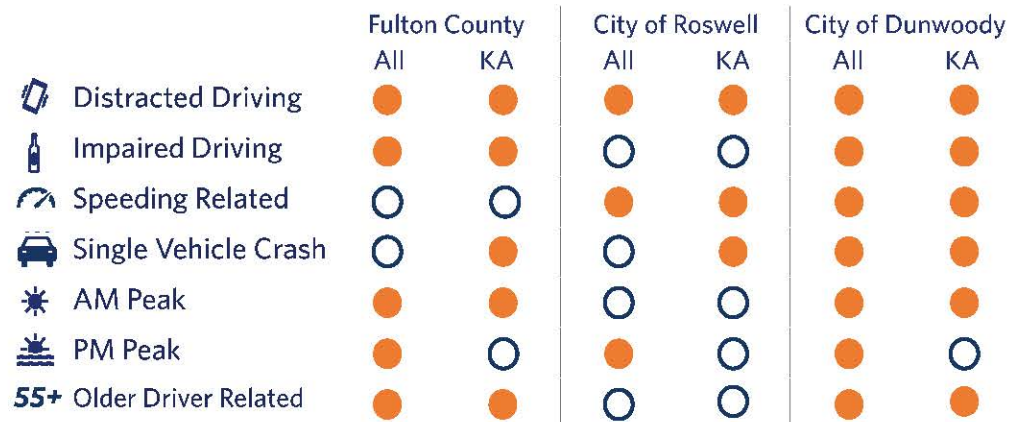 Fulton County City of Roswell City of Dunwoody
All KA All KA All KA
Distracted Driving
Impaired Driving
Speeding Related
Single Vehicle Crash
AM Peak
PM Peak
55+ Older Driver Related